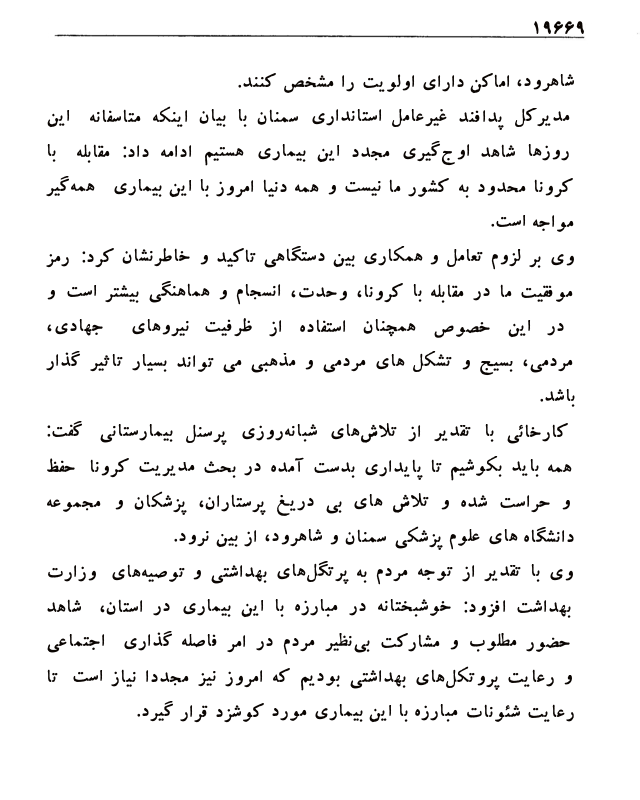 ۱۹۶۶۹
شاهرود، اماکن دارای اولویت را مشخص کنند.
مدیرکل پدافند غیرعامل استانداری سمنان با بیان اینکه متاسفانه این
روزها شاهد اوج‌گیری مجدد این بیماری هستیم ادامه داد: مقابله با
کرونا محدود به کشور ما نیست و همه دنیا امروز با این بیماری همه‌گیر
مواجه است.
وی بر لزوم تعامل و همکاری بین دستگاهی تاکید و خاطرنشان کرد: رمز
موفقیت ما در مقابله با کرونا، وحدت، انسجام و هماهنگی بیشتر است و
در این خصوص همچنان استفاده از ظرفیت نیروهای جهادی،
مردمی، بسیج و تشکل های مردمی و مذهبی می تواند بسیار تاثیر گذار
باشد.
کارخائی با تقدیر از تلاش‌های شبانه‌روزی پرسنل بیمارستانی گفت:
همه باید بکوشیم تا پایداری بدست آمده در بحث مدیریت کرونا حفظ
و حراست شده و تلاش های بی دریغ پرستاران، پزشکان و مجموعه
دانشگاه های علوم پزشکی سمنان و شاهرود، از بین نرود.
وی با تقدیر از توجه مردم به پرتگل‌های بهداشتی و توصیه‌های وزارت
بهداشت افزود: خوشبختانه در مبارزه با این بیماری در استان، شاهد
حضور مطلوب و مشارکت بی‌نظیر مردم در امر فاصله گذاری اجتماعی
و رعایت پروتکل‌های بهداشتی بودیم که امروز نیز مجددا نیاز است تا
رعایت شئونات مبارزه با این بیماری مورد کوشزد قرار گیرد.